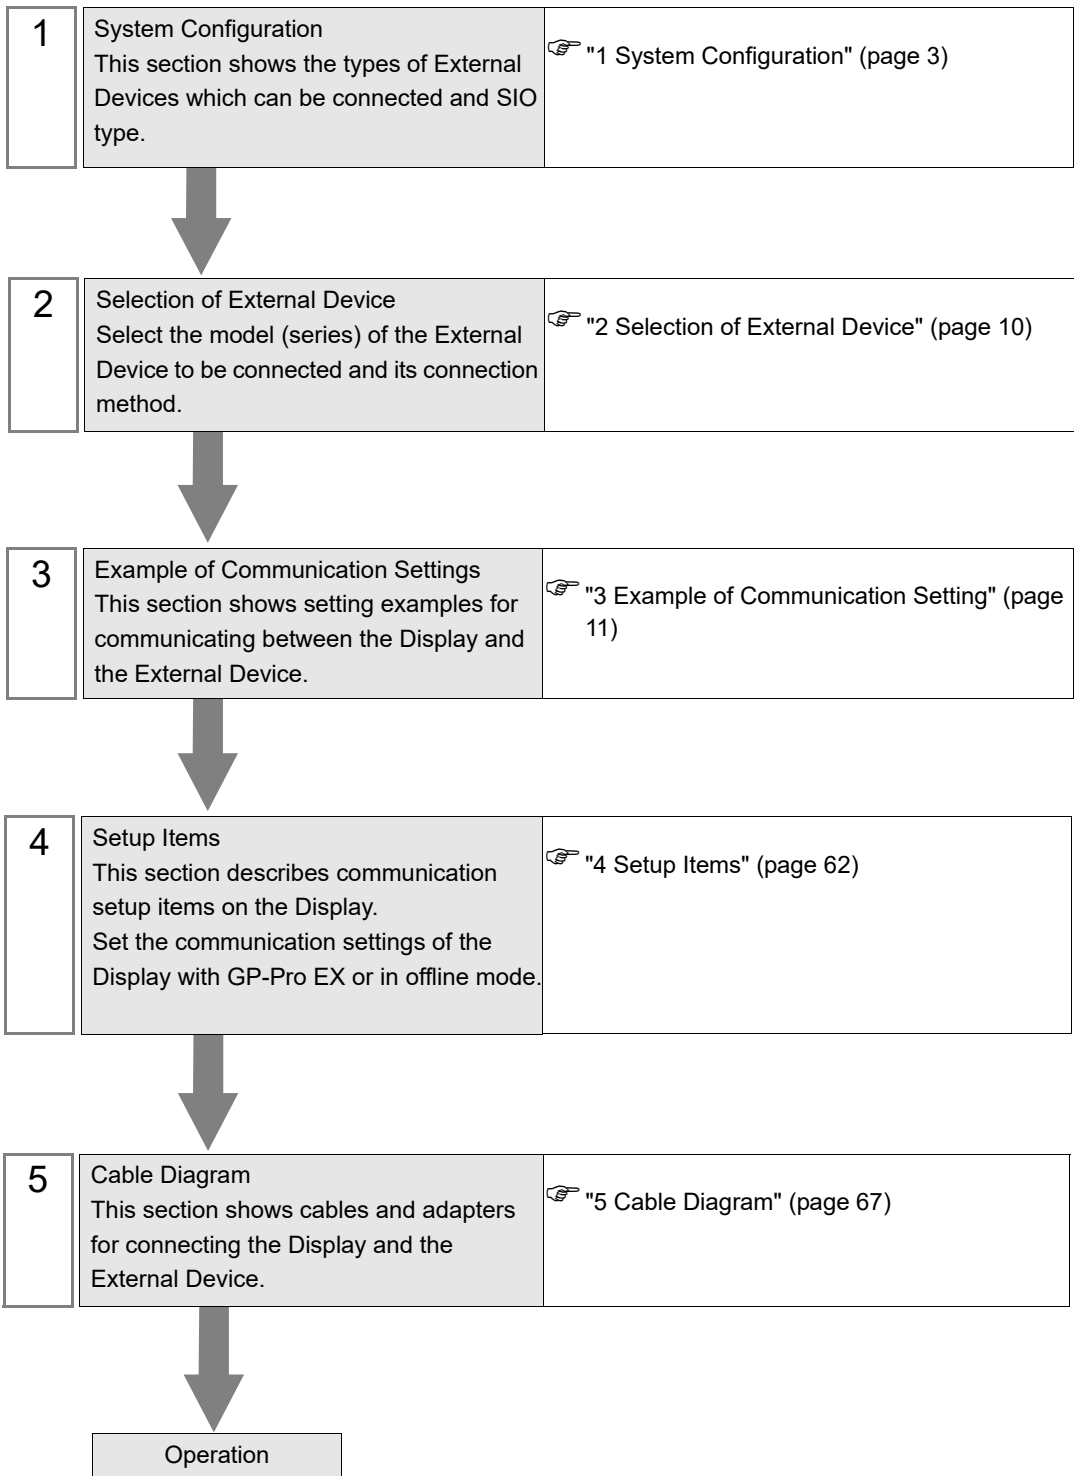 1
System Configuration
This section shows the types of External
Devices which can be connected and SIO
type.
"1 System Configuration" (page 3)
2
Selection of External Device
Select the model (series) of the External
Device to be connected and its connection
method.
"2 Selection of External Device" (page 10)
3
Example of Communication Settings
This section shows setting examples for
communicating between the Display and
the External Device.
"3 Example of Communication Setting" (page
11)
4
Setup Items
This section describes communication
setup items on the Display.
Set the communication settings of the
Display with GP-Pro EX or in offline mode.
"4 Setup Items" (page 62)
5
Cable Diagram
This section shows cables and adapters
for connecting the Display and the
External Device.
"5 Cable Diagram" (page 67)
Operation